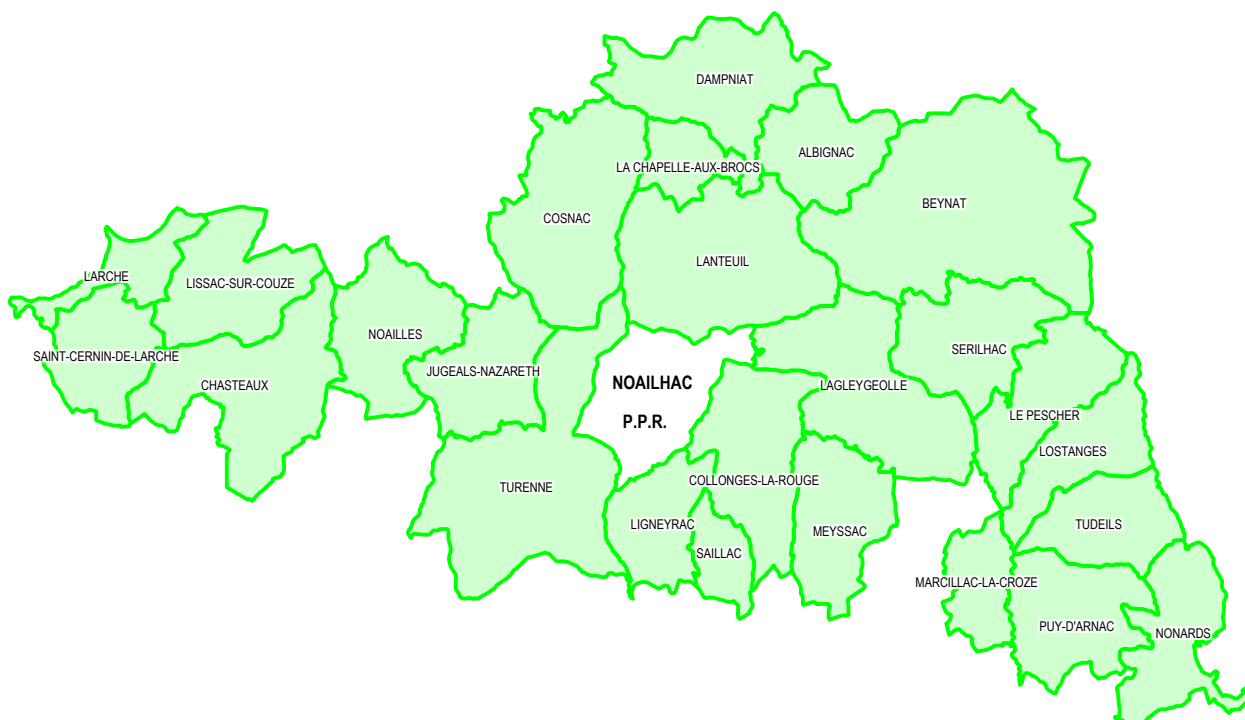 DAMPNIAT
ALBIGNAC
LA CHAPELLE-AUX-BROCS
BEYNAT
COSNAC
LANTEUIL
LARCHE
LISSAC-SUR-COUZE
NOAILLES
SERILHAC
SAINT-CERNIN-DE-LARCHE
JUGEALS-NAZARETH
CHASTEAUX
NOAILHAC
P.P.R.
LAGLEYGEOLLE
LE PESCHER
LOSTANGES
COLLONGES-LA-ROUGE
TURENNE
LIGNEYRAC
TUDEILS
MEYSSAC
SAILLAC
MARCILLAC-LA-CROZE
PUY-D'ARNAC
NONARDS